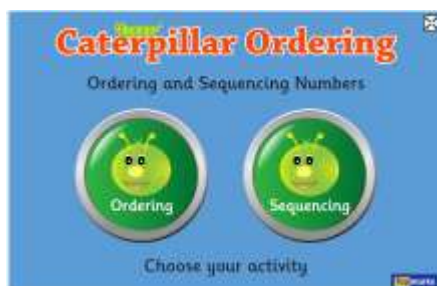 Caterpillar Ordering
Ordering and Sequencing Numbers
Ordering
Sequencing
Choose your activity